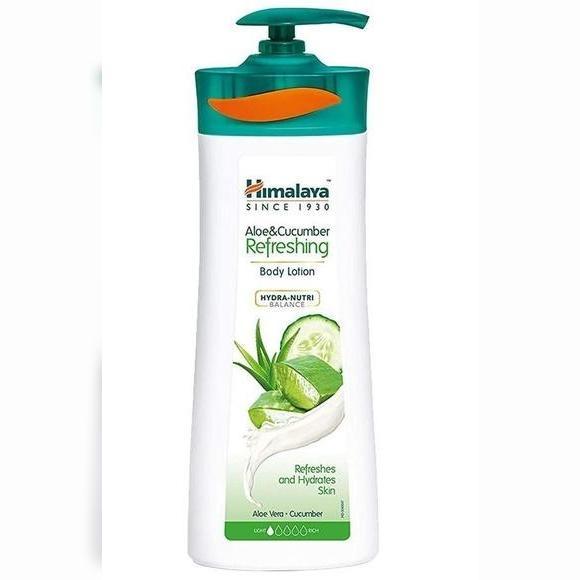 Himalaya™
SINCE 1930
Aloe&Cucumber
Refreshing
Body Lotion
HYDRA-NUTRI
BALANCE
Refreshes
and Hydrates
Skin
Aloe Vera • Cucumber
LIGHT RICH